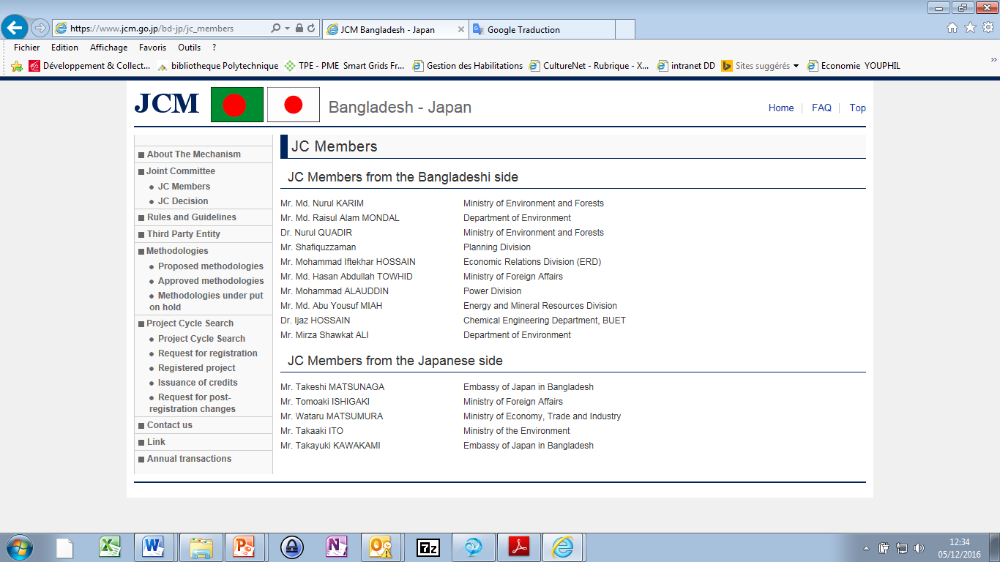 https://www.jcm.go.jp/bd-jp/jc_members
JCM Bangladesh - Japan
Google Traduction
Fichier Edition Affichage Favoris Outils ?
Développement & Collect... bibliotheque Polytechnique TPE - PME Smart Grids Fr... Gestion des Habilitations CultureNet - Rubrique - X... intranet DD Sites suggérés Economie YOUPHIL
JCM Bangladesh - Japan
Home FAQ Top
About The Mechanism
Joint Committee
JC Members
JC Decision
Rules and Guidelines
Third Party Entity
Methodologies
Proposed methodologies
Approved methodologies
Methodologies under put
on hold
Project Cycle Search
Project Cycle Search
Request for registration
Registered project
Issuance of credits
Request for post-
registration changes
Contact us
Link
Annual transactions
JC Members
JC Members from the Bangladeshi side
Mr. Md. Nurul KARIM Ministry of Environment and Forests
Mr. Md. Raisul Alam MONDAL Department of Environment
Dr. Nurul QUADIR Ministry of Environment and Forests
Mr. Shafiquzzaman Planning Division
Mr. Mohammad Iftekhar HOSSAIN Economic Relations Division (ERD)
Mr. Md. Hasan Abdullah TOWHID Ministry of Foreign Affairs
Mr. Mohammad ALAUDDIN Power Division
Mr. Md. Abu Yousuf MIAH Energy and Mineral Resources Division
Dr. Ijaz HOSSAIN Chemical Engineering Department, BUET
Mr. Mirza Shawkat ALI Department of Environment
JC Members from the Japanese side
Mr. Takeshi MATSUNAGA Embassy of Japan in Bangladesh
Mr. Tomoaki ISHIGAKI Ministry of Foreign Affairs
Mr. Wataru MATSUMURA Ministry of Economy, Trade and Industry
Mr. Takaaki ITO Ministry of the Environment
Mr. Takayuki KAWAKAMI Embassy of Japan in Bangladesh
7z
12:34
05/12/2016